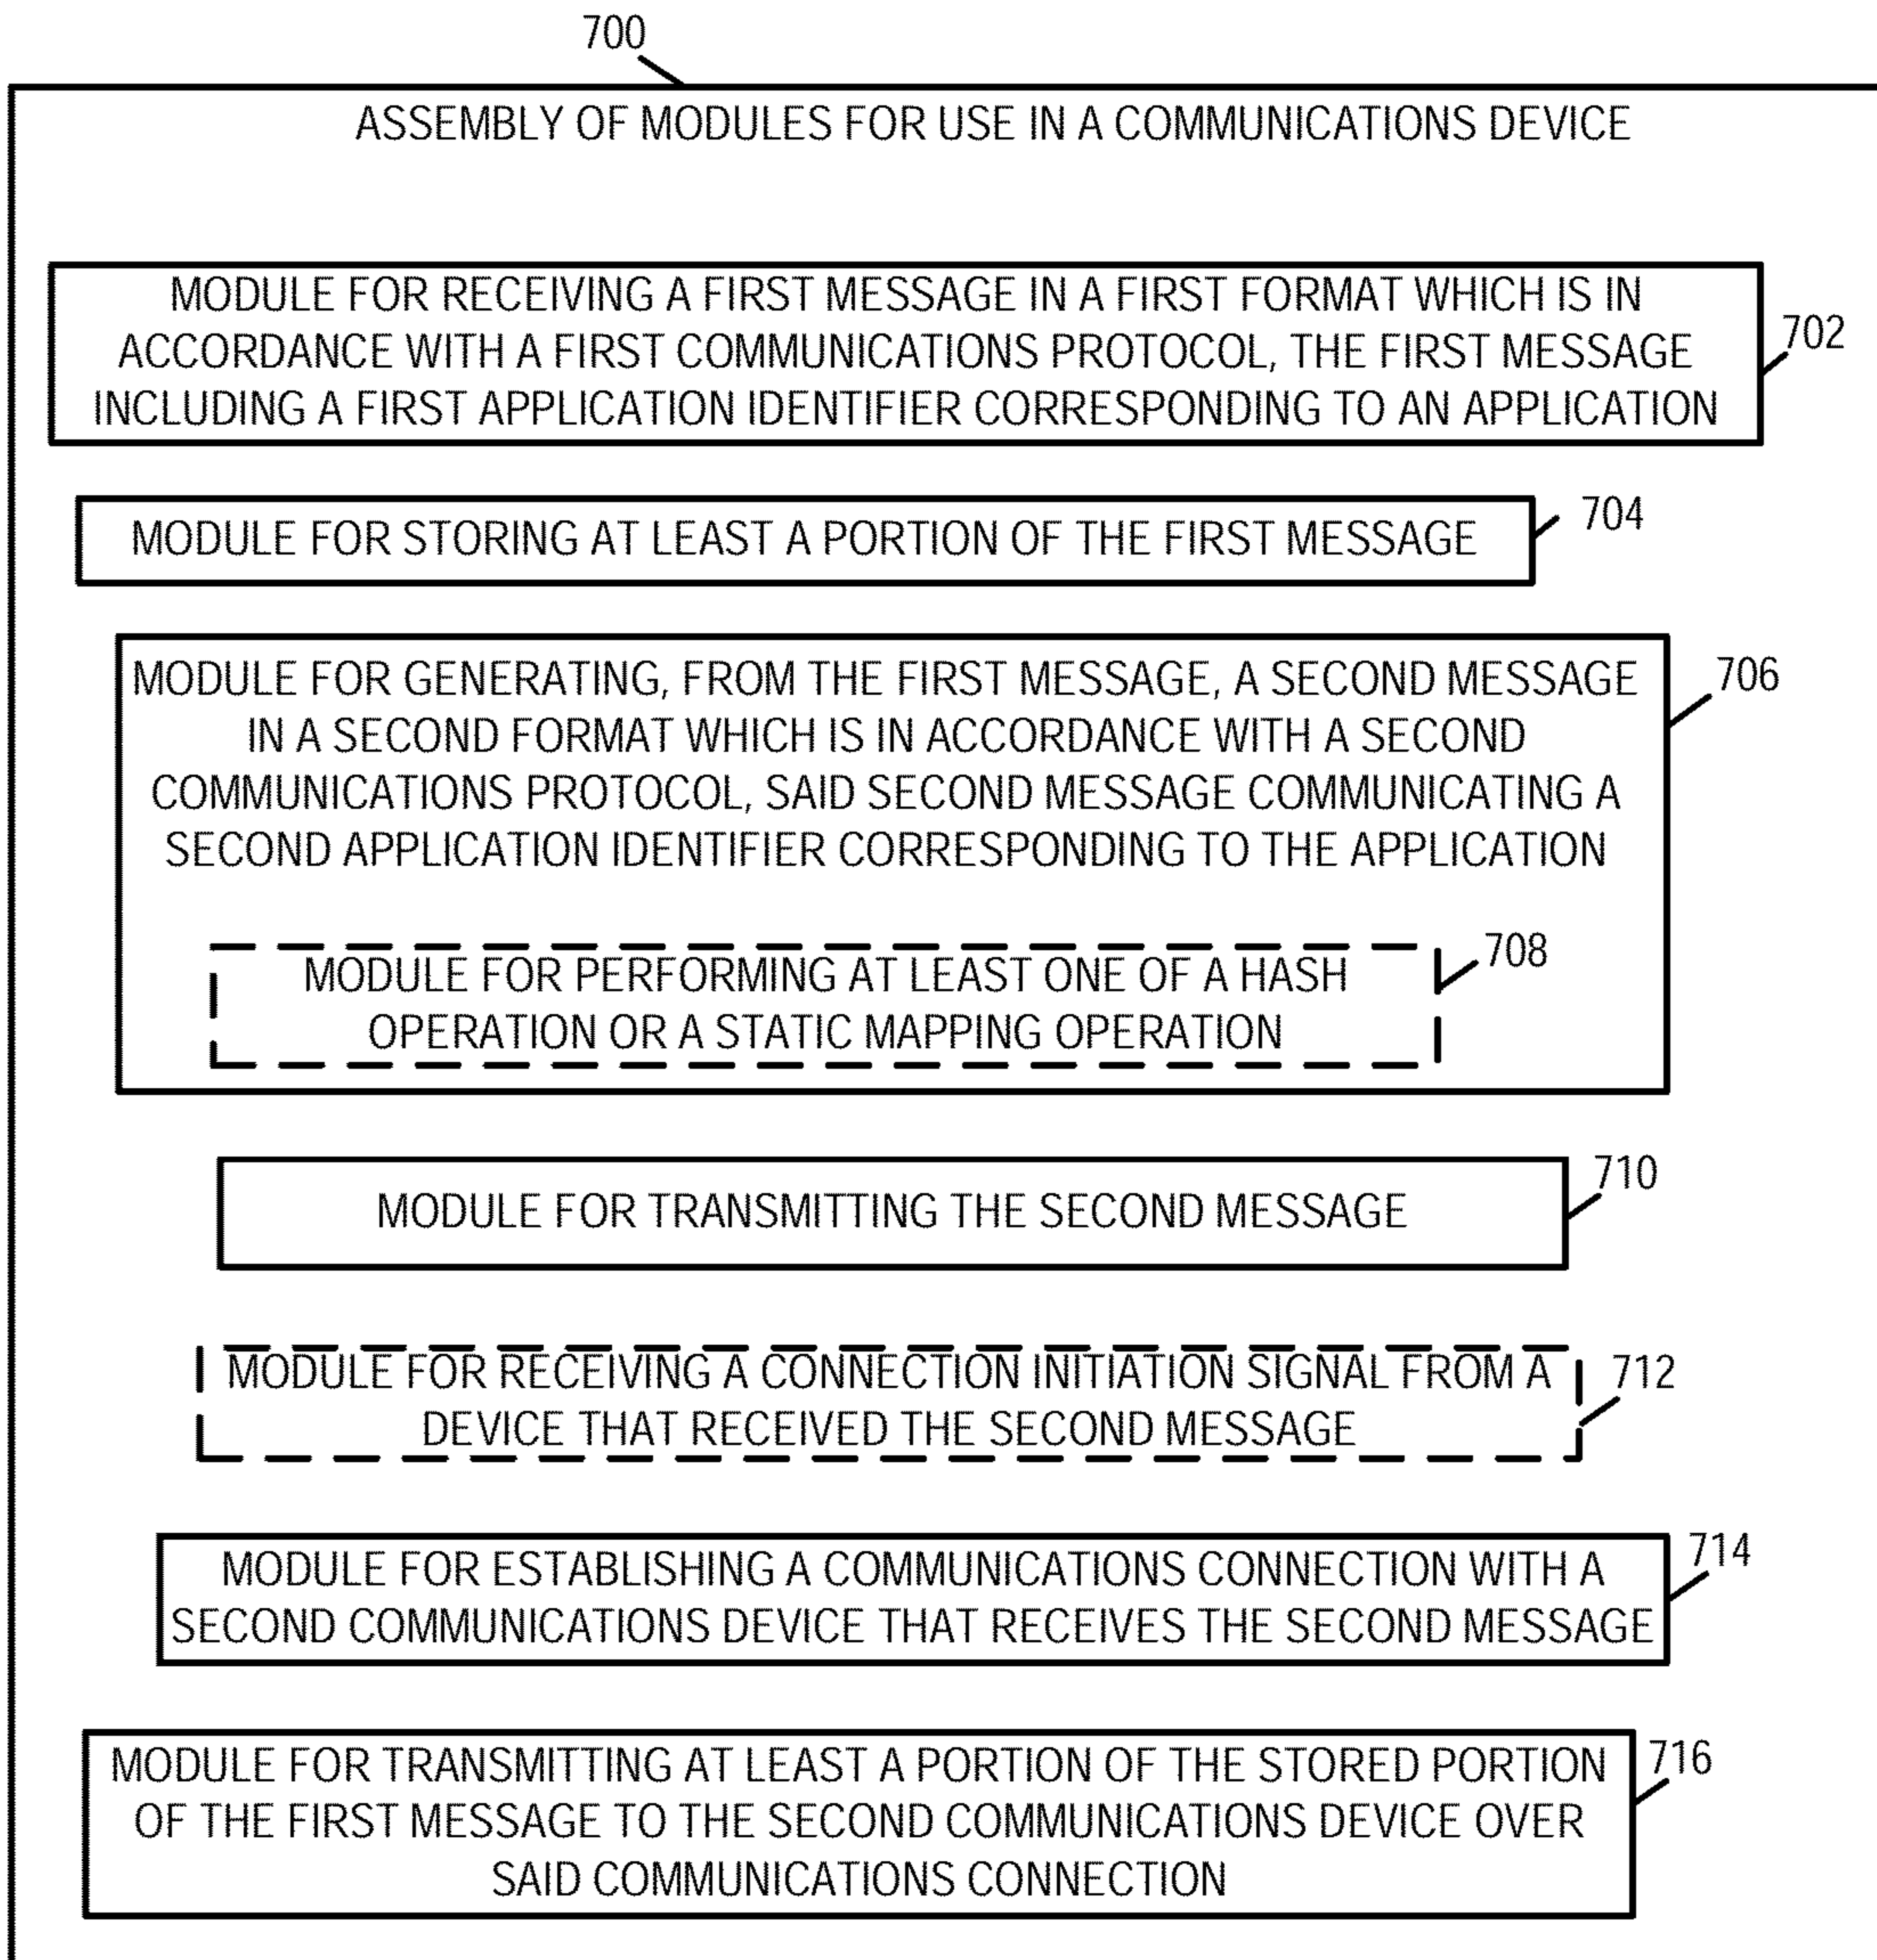 700
ASSEMBLY OF MODULES FOR USE IN A COMMUNICATIONS DEVICE
MODULE FOR RECEIVING A FIRST MESSAGE IN A FIRST FORMAT WHICH IS IN
ACCORDANCE WITH A FIRST COMMUNICATIONS PROTOCOL, THE FIRST MESSAGE
INCLUDING A FIRST APPLICATION IDENTIFIER CORRESPONDING TO AN APPLICATION
702
MODULE FOR STORING AT LEAST A PORTION OF THE FIRST MESSAGE
704
MODULE FOR GENERATING, FROM THE FIRST MESSAGE, A SECOND MESSAGE
IN A SECOND FORMAT WHICH IS IN ACCORDANCE WITH A SECOND
COMMUNICATIONS PROTOCOL, SAID SECOND MESSAGE COMMUNICATING A
SECOND APPLICATION IDENTIFIER CORRESPONDING TO THE APPLICATION
706
MODULE FOR PERFORMING AT LEAST ONE OF A HASH
OPERATION OR A STATIC MAPPING OPERATION
708
MODULE FOR TRANSMITTING THE SECOND MESSAGE
710
MODULE FOR RECEIVING A CONNECTION INITIATION SIGNAL FROM A
DEVICE THAT RECEIVED THE SECOND MESSAGE
712
MODULE FOR ESTABLISHING A COMMUNICATIONS CONNECTION WITH A
SECOND COMMUNICATIONS DEVICE THAT RECEIVES THE SECOND MESSAGE
714
MODULE FOR TRANSMITTING AT LEAST A PORTION OF THE STORED PORTION
OF THE FIRST MESSAGE TO THE SECOND COMMUNICATIONS DEVICE OVER
SAID COMMUNICATIONS CONNECTION
716